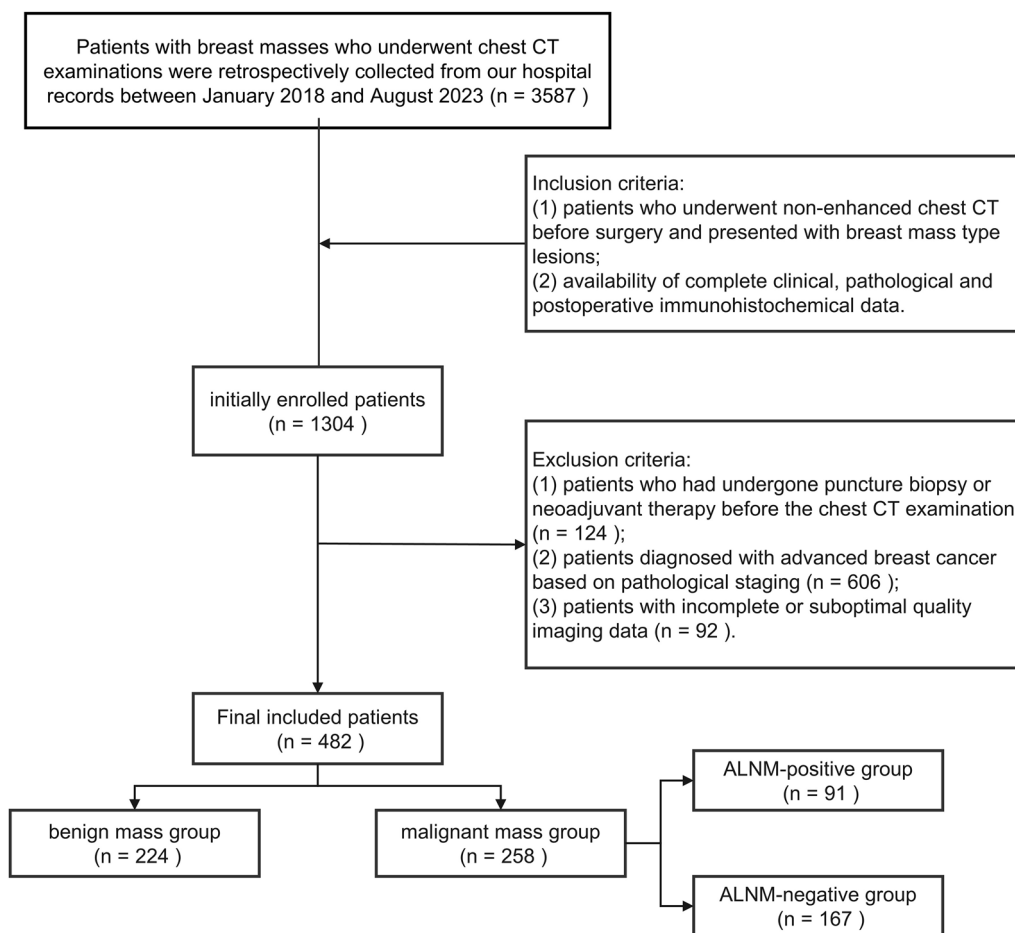 Patients with breast masses who underwent chest CT
examinations were retrospectively collected from our hospital
records between January 2018 and August 2023 (n = 3587 )
Inclusion criteria:
(1) patients who underwent non-enhanced chest CT
before surgery and presented with breast mass type
lesions;
(2) availability of complete clinical, pathological and
postoperative immunohistochemical data.
initially enrolled patients
(n = 1304 )
Exclusion criteria:
(1) patients who had undergone puncture biopsy or
neoadjuvant therapy before the chest CT examination
(n = 124 );
(2) patients diagnosed with advanced breast cancer
based on pathological staging (n = 606 );
(3) patients with incomplete or suboptimal quality
imaging data (n = 92 ).
Final included patients
(n = 482 )
benign mass group
(n = 224 )
malignant mass group
(n = 258 )
ALNM-positive group
(n = 91 )
ALNM-negative group
(n = 167 )